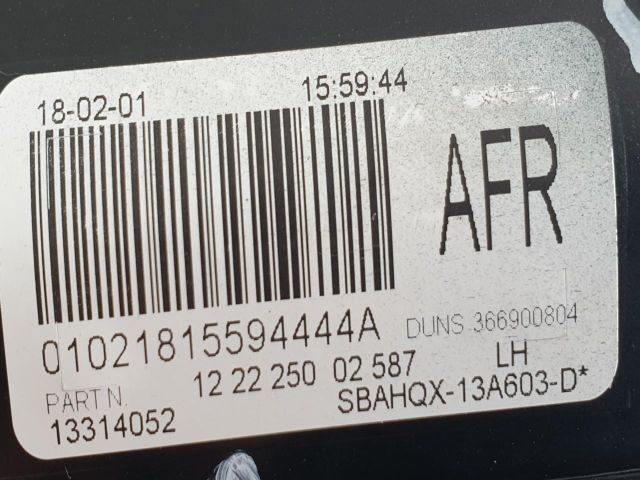 18-02-01 15:59:44
AFR
01021815594444A DUNS 366900804
12 22 250 02 587 LH
PART N. SBAHQX-13A603-D*
13314052